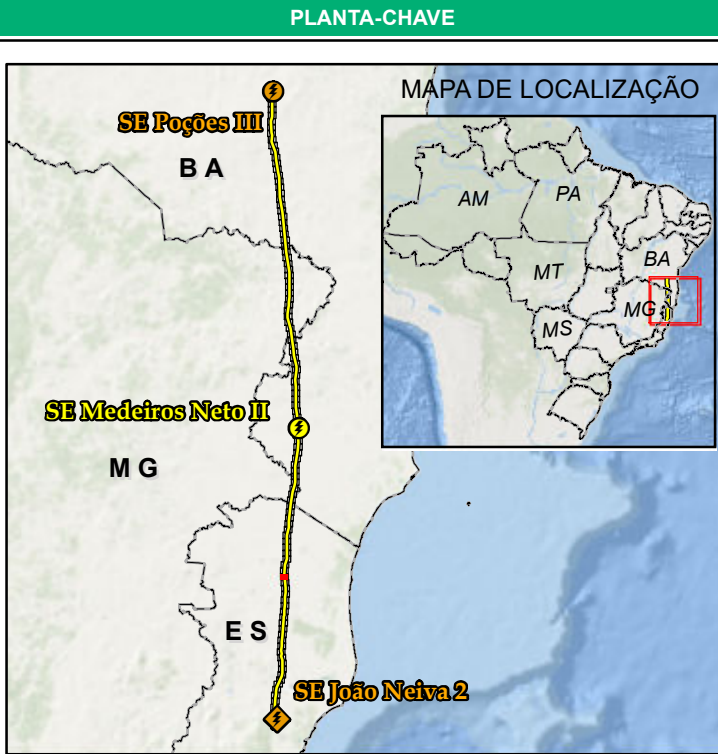 PLANTA-CHAVE
MAPA DE LOCALIZAÇÃO
SE Poções III
B A
AM
PA
BA
MT
MG
MS
SE Medeiros Neto II
M G
E S
SE João Neiva 2